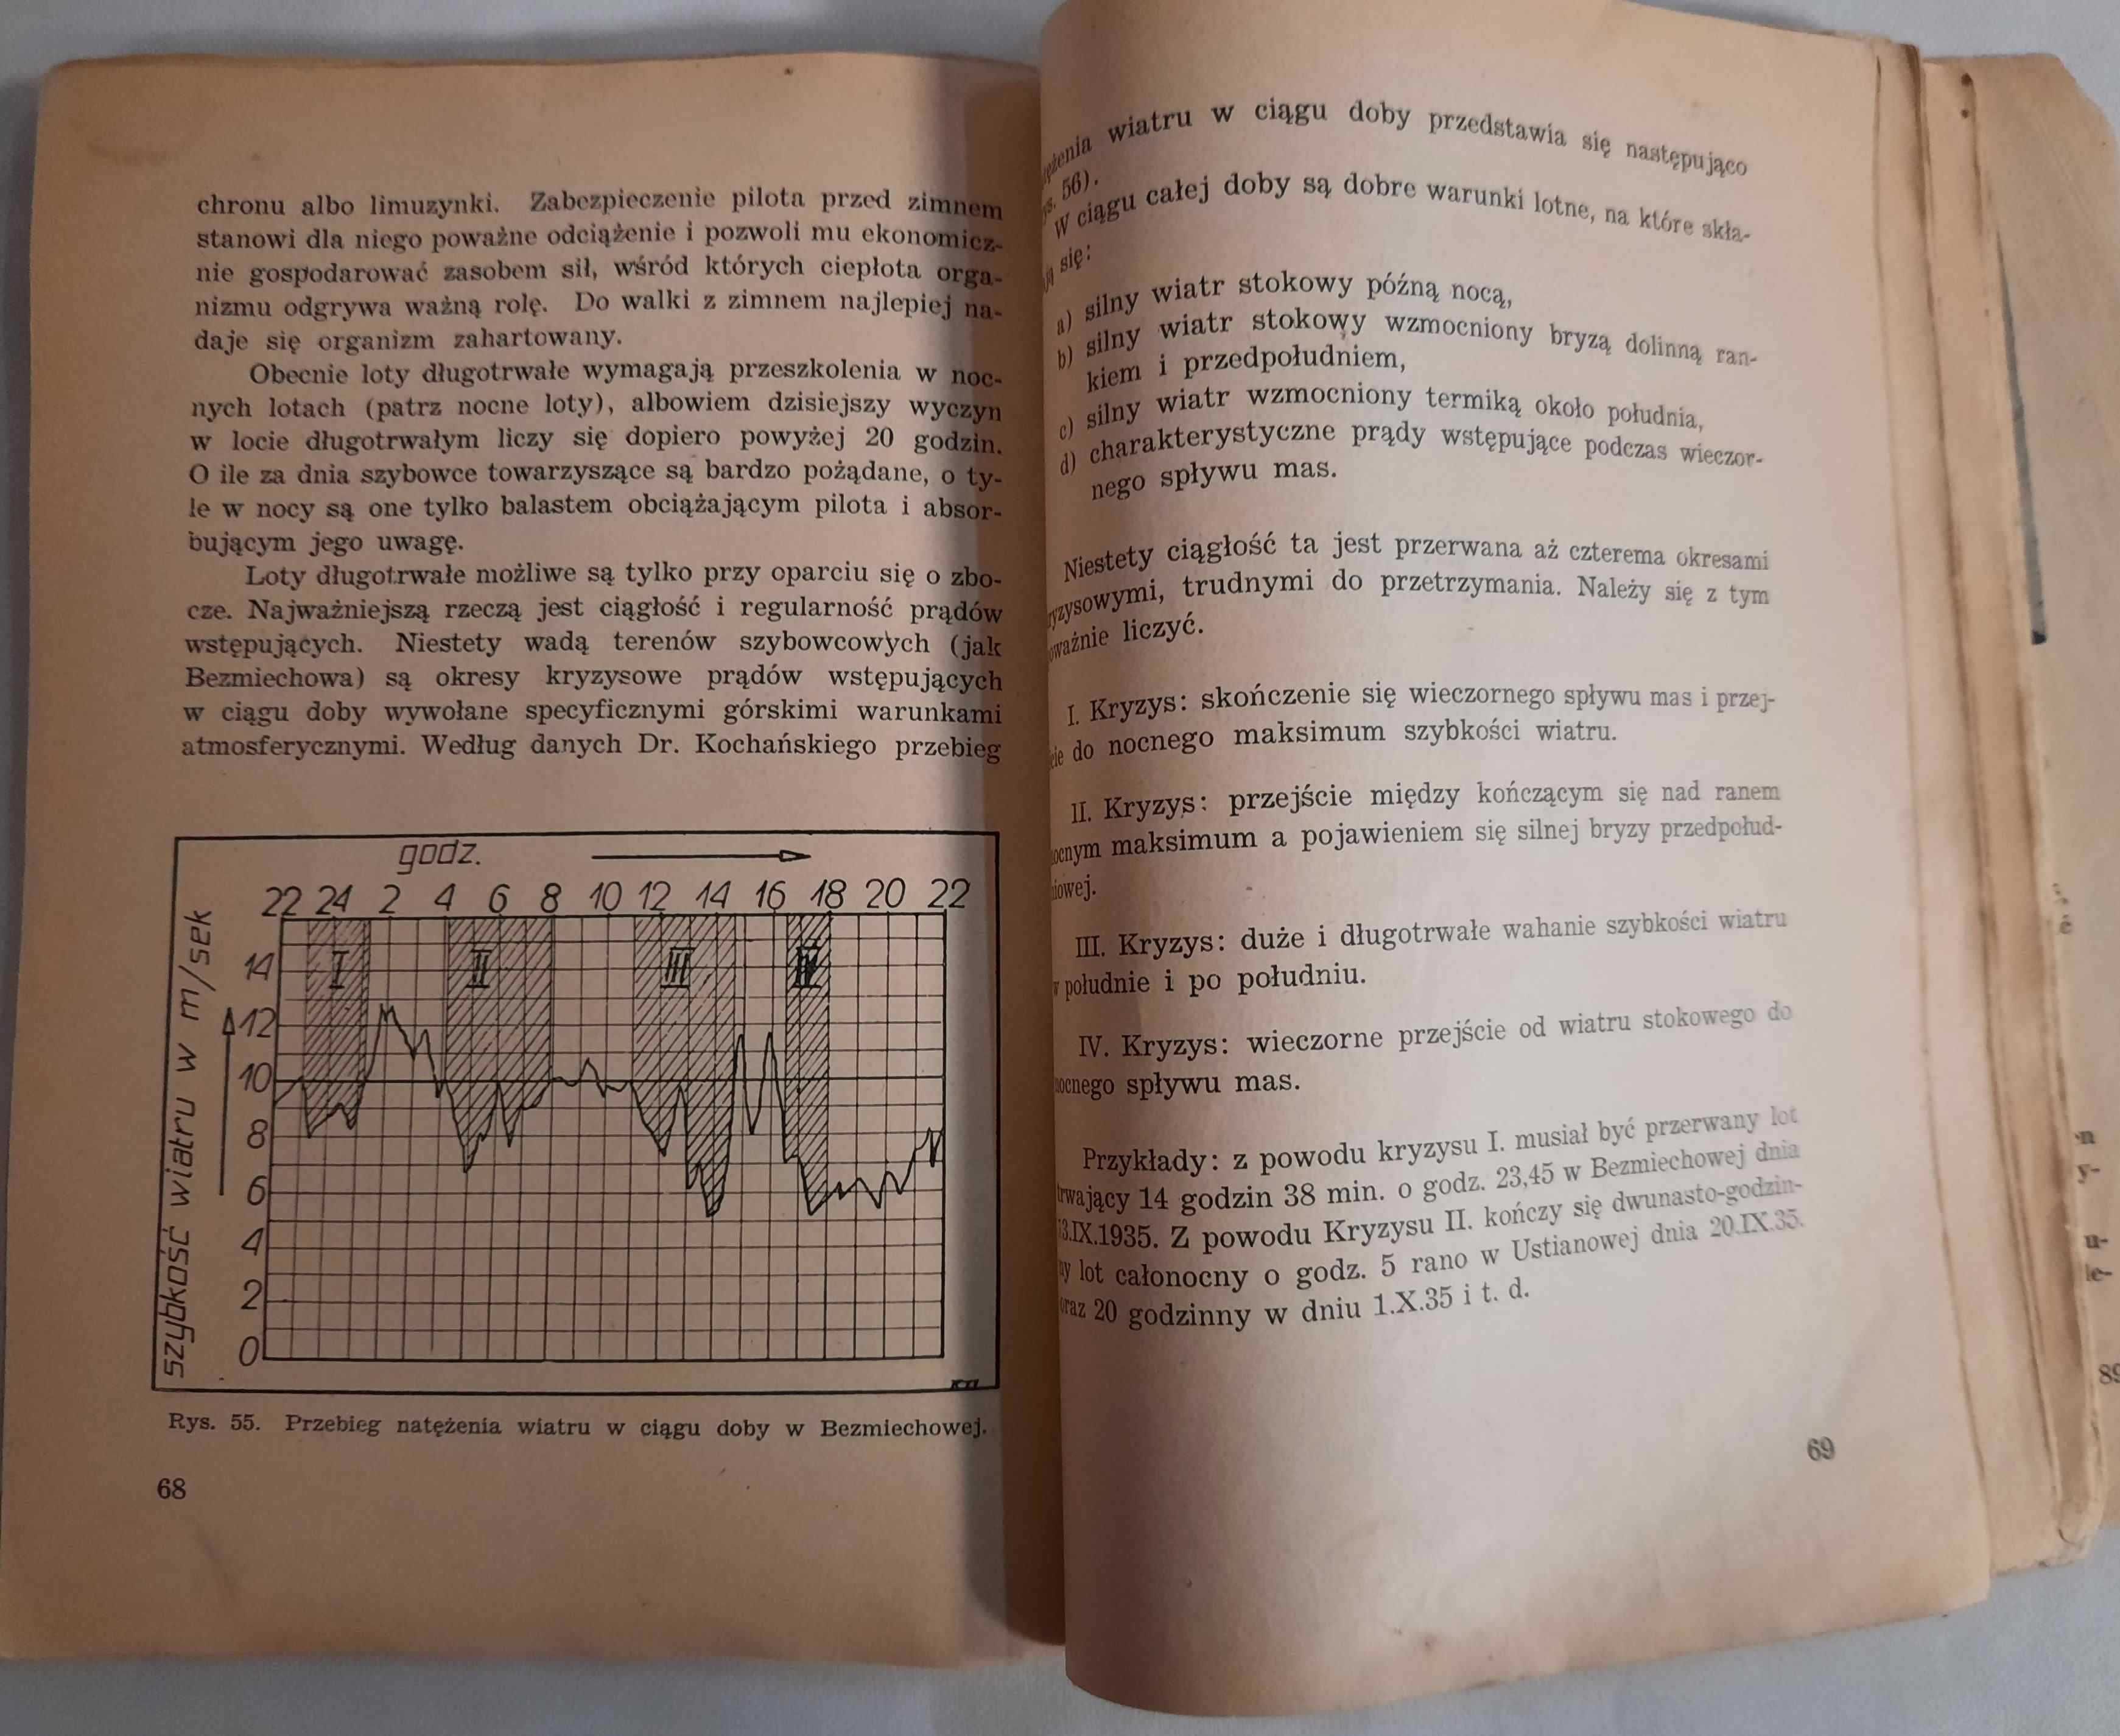 chronu albo limuzynki. Zabezpieczenie pilota przed zimnem
stanowi dla niego poważne odciążenie i pozwoli mu ekonomicz-
nie gospodarować zasobem sił, wśród których ciepłota orga-
nizmu odgrywa ważną rolę. Do walki z zimnem najlepiej na-
daje się organizm zahartowany.
Obecnie loty długotrwałe wymagają przeszkolenia w noc-
nych lotach (patrz nocne loty), albowiem dzisiejszy wyczyn
w locie długotrwałym liczy się dopiero powyżej 20 godzin.
O ile za dnia szybowce towarzyszące są bardzo pożądane, o ty-
le w nocy są one tylko balastem obciążającym pilota i absor-
bującym jego uwagę.
Loty długotrwałe możliwe są tylko przy oparciu się o zbo-
cze. Najważniejszą rzeczą jest ciągłość i regularność prądów
wstępujących. Niestety wadą terenów szybowcowych (jak
Bezmiechowa) są okresy kryzysowe prądów wstępujących
w ciągu doby wywołane specyficznymi górskimi warunkami
atmosferycznymi. Według danych Dr. Kochańskiego przebieg
godz.
22 24 2 4 6 8 10 12 14 16 18 20 22
szybkość wiatru w m/sek
I II III IV
14
12
10
8
6
4
2
0
Rys. 55. Przebieg natężenia wiatru w ciągu doby w Bezmiechowej.
68
wiatru w ciągu doby przedstawia się następująco
56).
W ciągu całej doby są dobre warunki lotne, na które skła-
się:
a) silny wiatr stokowy późną nocą,
b) silny wiatr stokowy wzmocniony bryzą dolinną ran-
kiem i przedpołudniem,
c) silny wiatr wzmocniony termiką około południa,
d) charakterystyczne prądy wstępujące podczas wieczor-
nego spływu mas.
Niestety ciągłość ta jest przerwana aż czterema okresami
trudnymi do przetrzymania. Należy się z tym
liczyć.
I. Kryzys: skończenie się wieczornego spływu mas i przej-
do nocnego maksimum szybkości wiatru.
II. Kryzys: przejście między kończącym się nad ranem
maksimum a pojawieniem się silnej bryzy przedpołud-
niowej.
III. Kryzys: duże i długotrwałe wahanie szybkości wiatru
w południe i po południu.
IV. Kryzys: wieczorne przejście od wiatru stokowego do
nocnego spływu mas.
Przykłady: z powodu kryzysu I. musiał być przerwany lot
trwający 14 godzin 38 min. o godz. 23,45 w Bezmiechowej dnia
3.IX.1935. Z powodu Kryzysu II. kończy się dwunasto-godzin-
ny lot całonocny o godz. 5 rano w Ustianowej dnia 20.IX.35.
oraz 20 godzinny w dniu 1.X.35 i t. d.
69